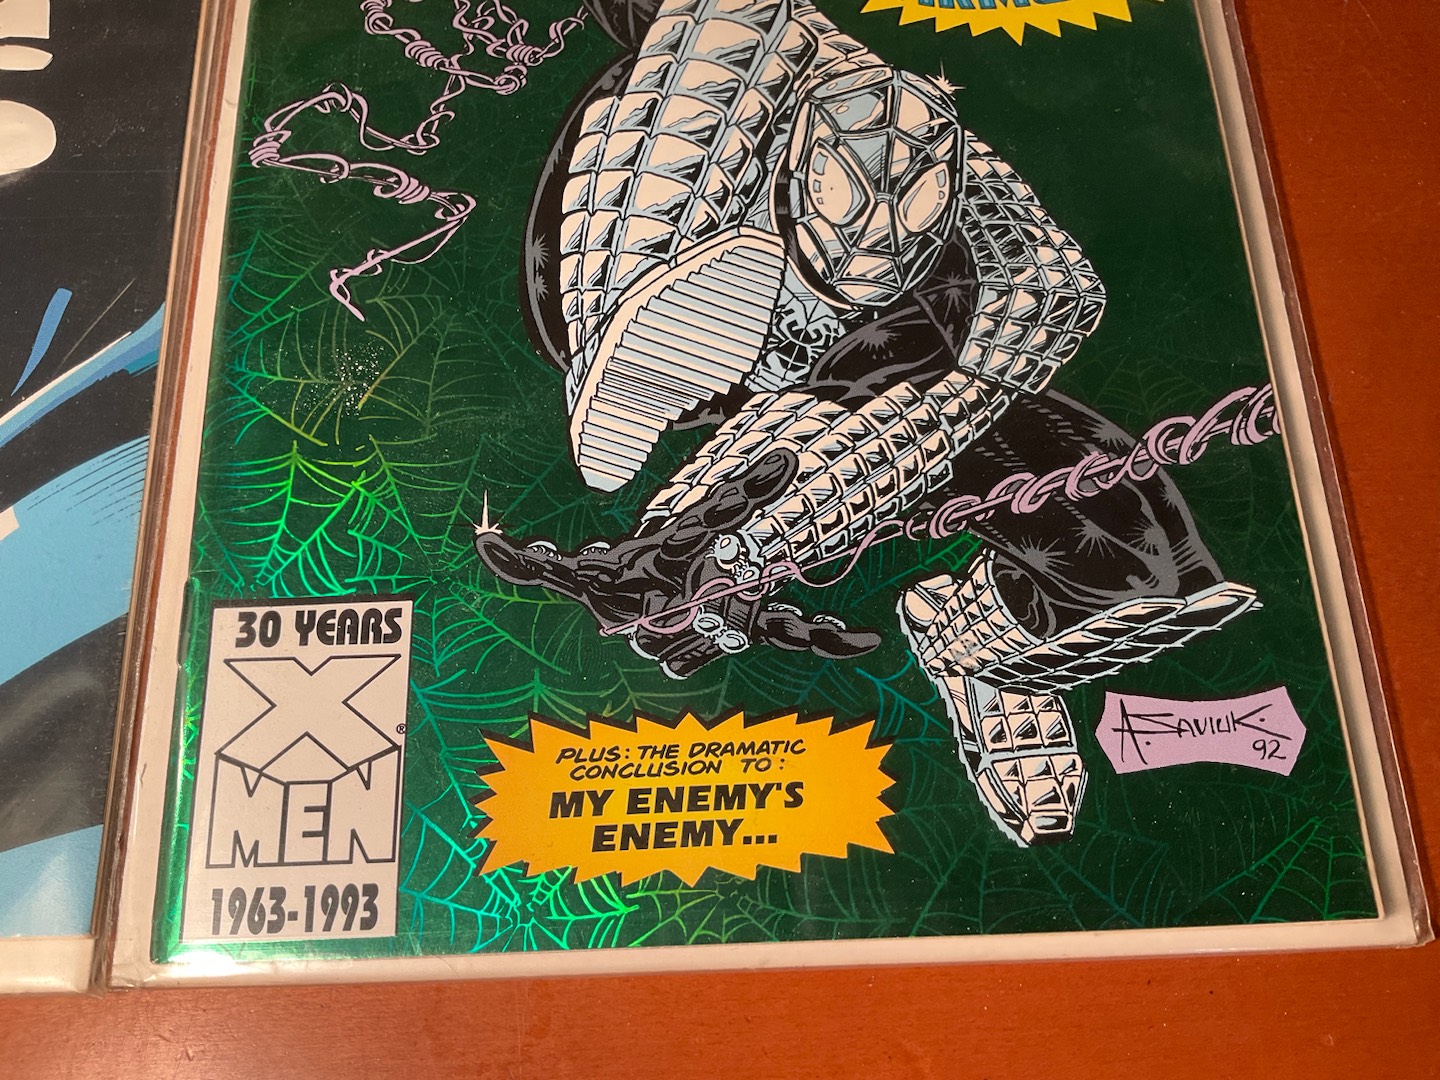 30 YEARS
X
MEN
®
1963-1993
PLUS: THE DRAMATIC
CONCLUSION TO:
MY ENEMY'S
ENEMY...
A. SAVIUK.
92